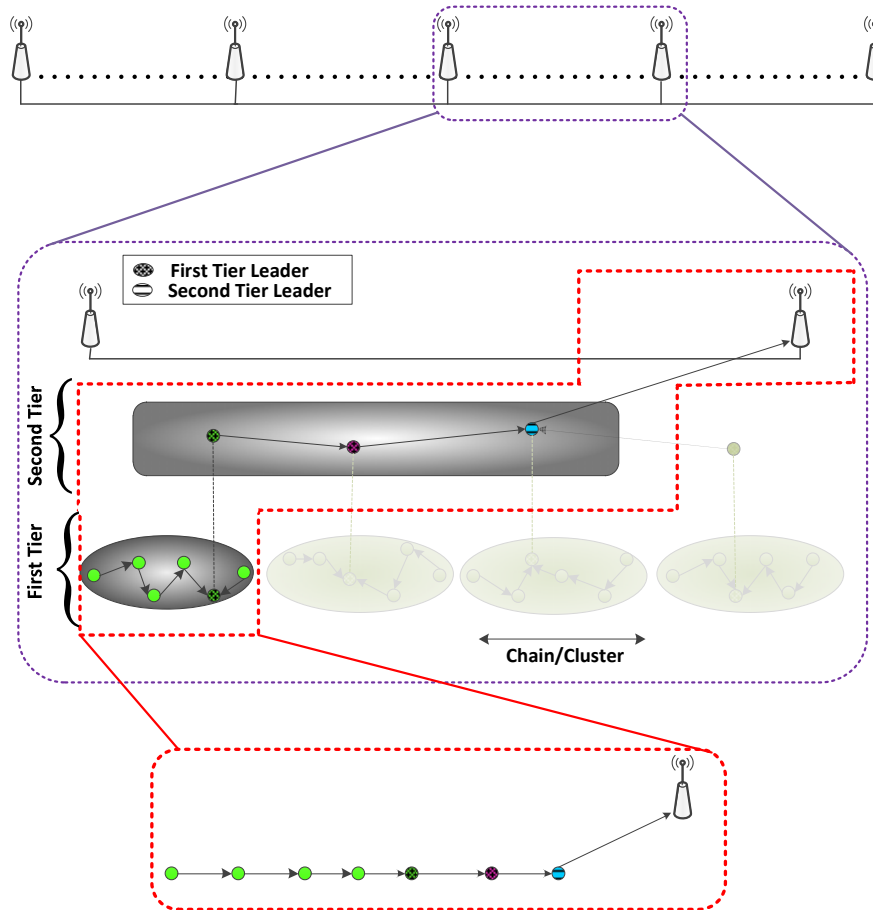 First Tier Leader
Second Tier Leader
Second Tier
First Tier
Chain/Cluster